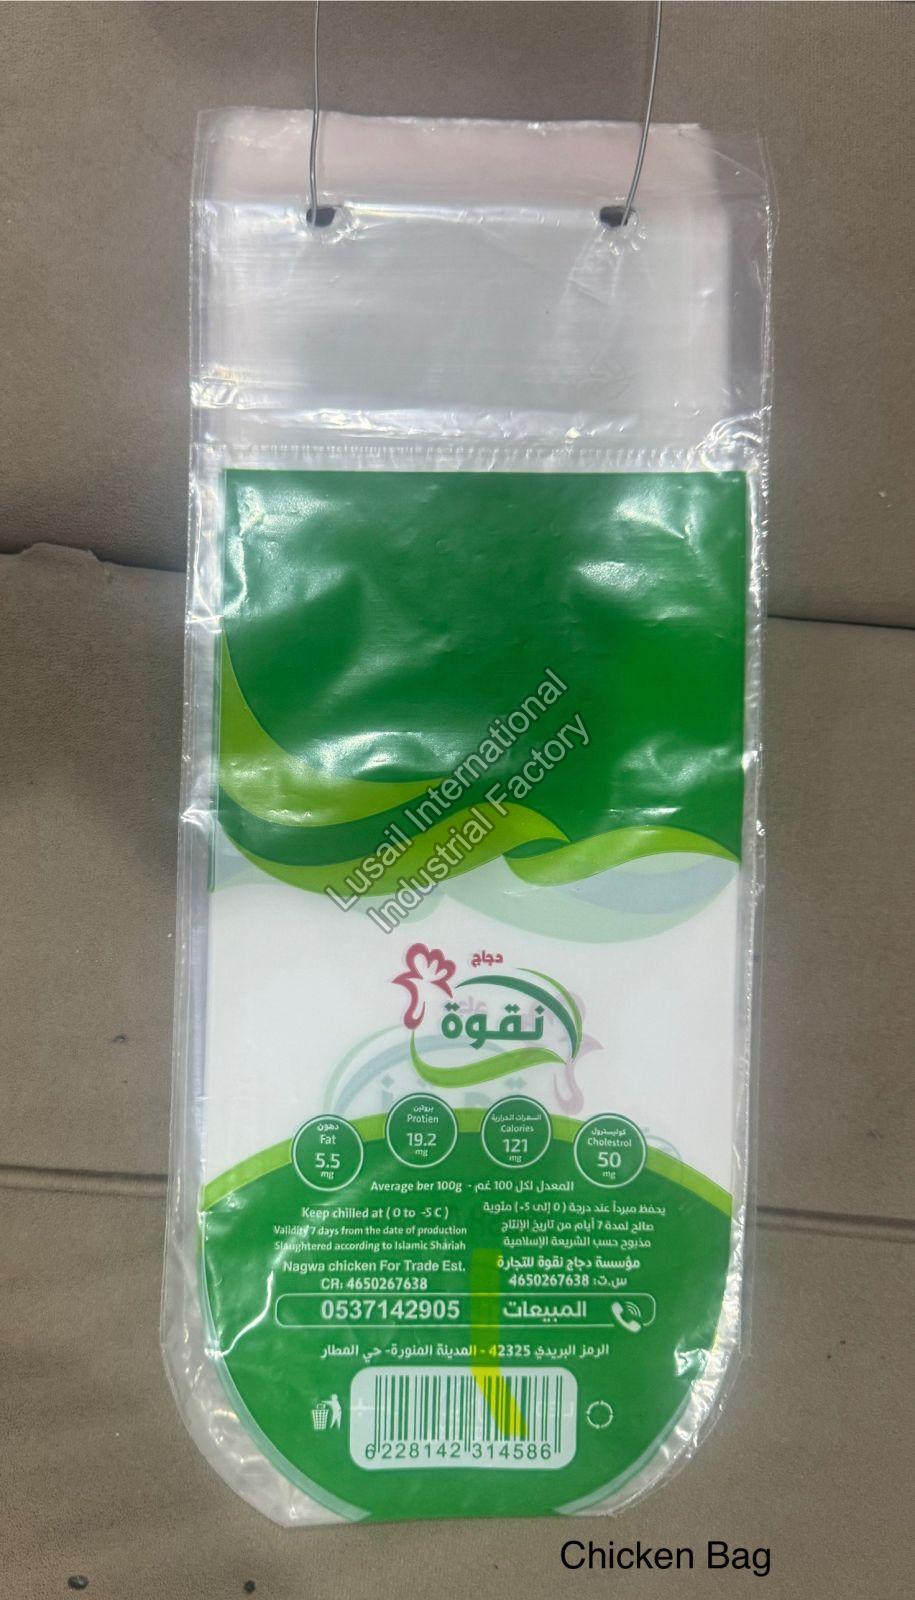 Lusail International
Industrial Factory
دجاج
نقوة
دهون
Fat
5.5
mg
بروتين
Protien
19.2
mg
السعرات الحرارية
Calories
121
mg
كوليسترول
Cholestrol
50
mg
Average ber 100g - المعدل لكل 100 غم
Keep chilled at ( 0 to -5 C )
Validity 7 days from the date of production
Slaughtered according to Islamic Shariah
Nagwa chicken For Trade Est.
CR: 4650267638
يحفظ مبرداً عند درجة (0 إلى 5+) مئوية
صالح لمدة 7 أيام من تاريخ الإنتاج
مذبوح حسب الشريعة الإسلامية
مؤسسة دجاج نقوة للتجارة
س.ت: 4650267638
المبيعات 0537142905
الرمز البريدي 42325 - المدينة المنورة- حي المطار
6 228142 314586
Chicken Bag